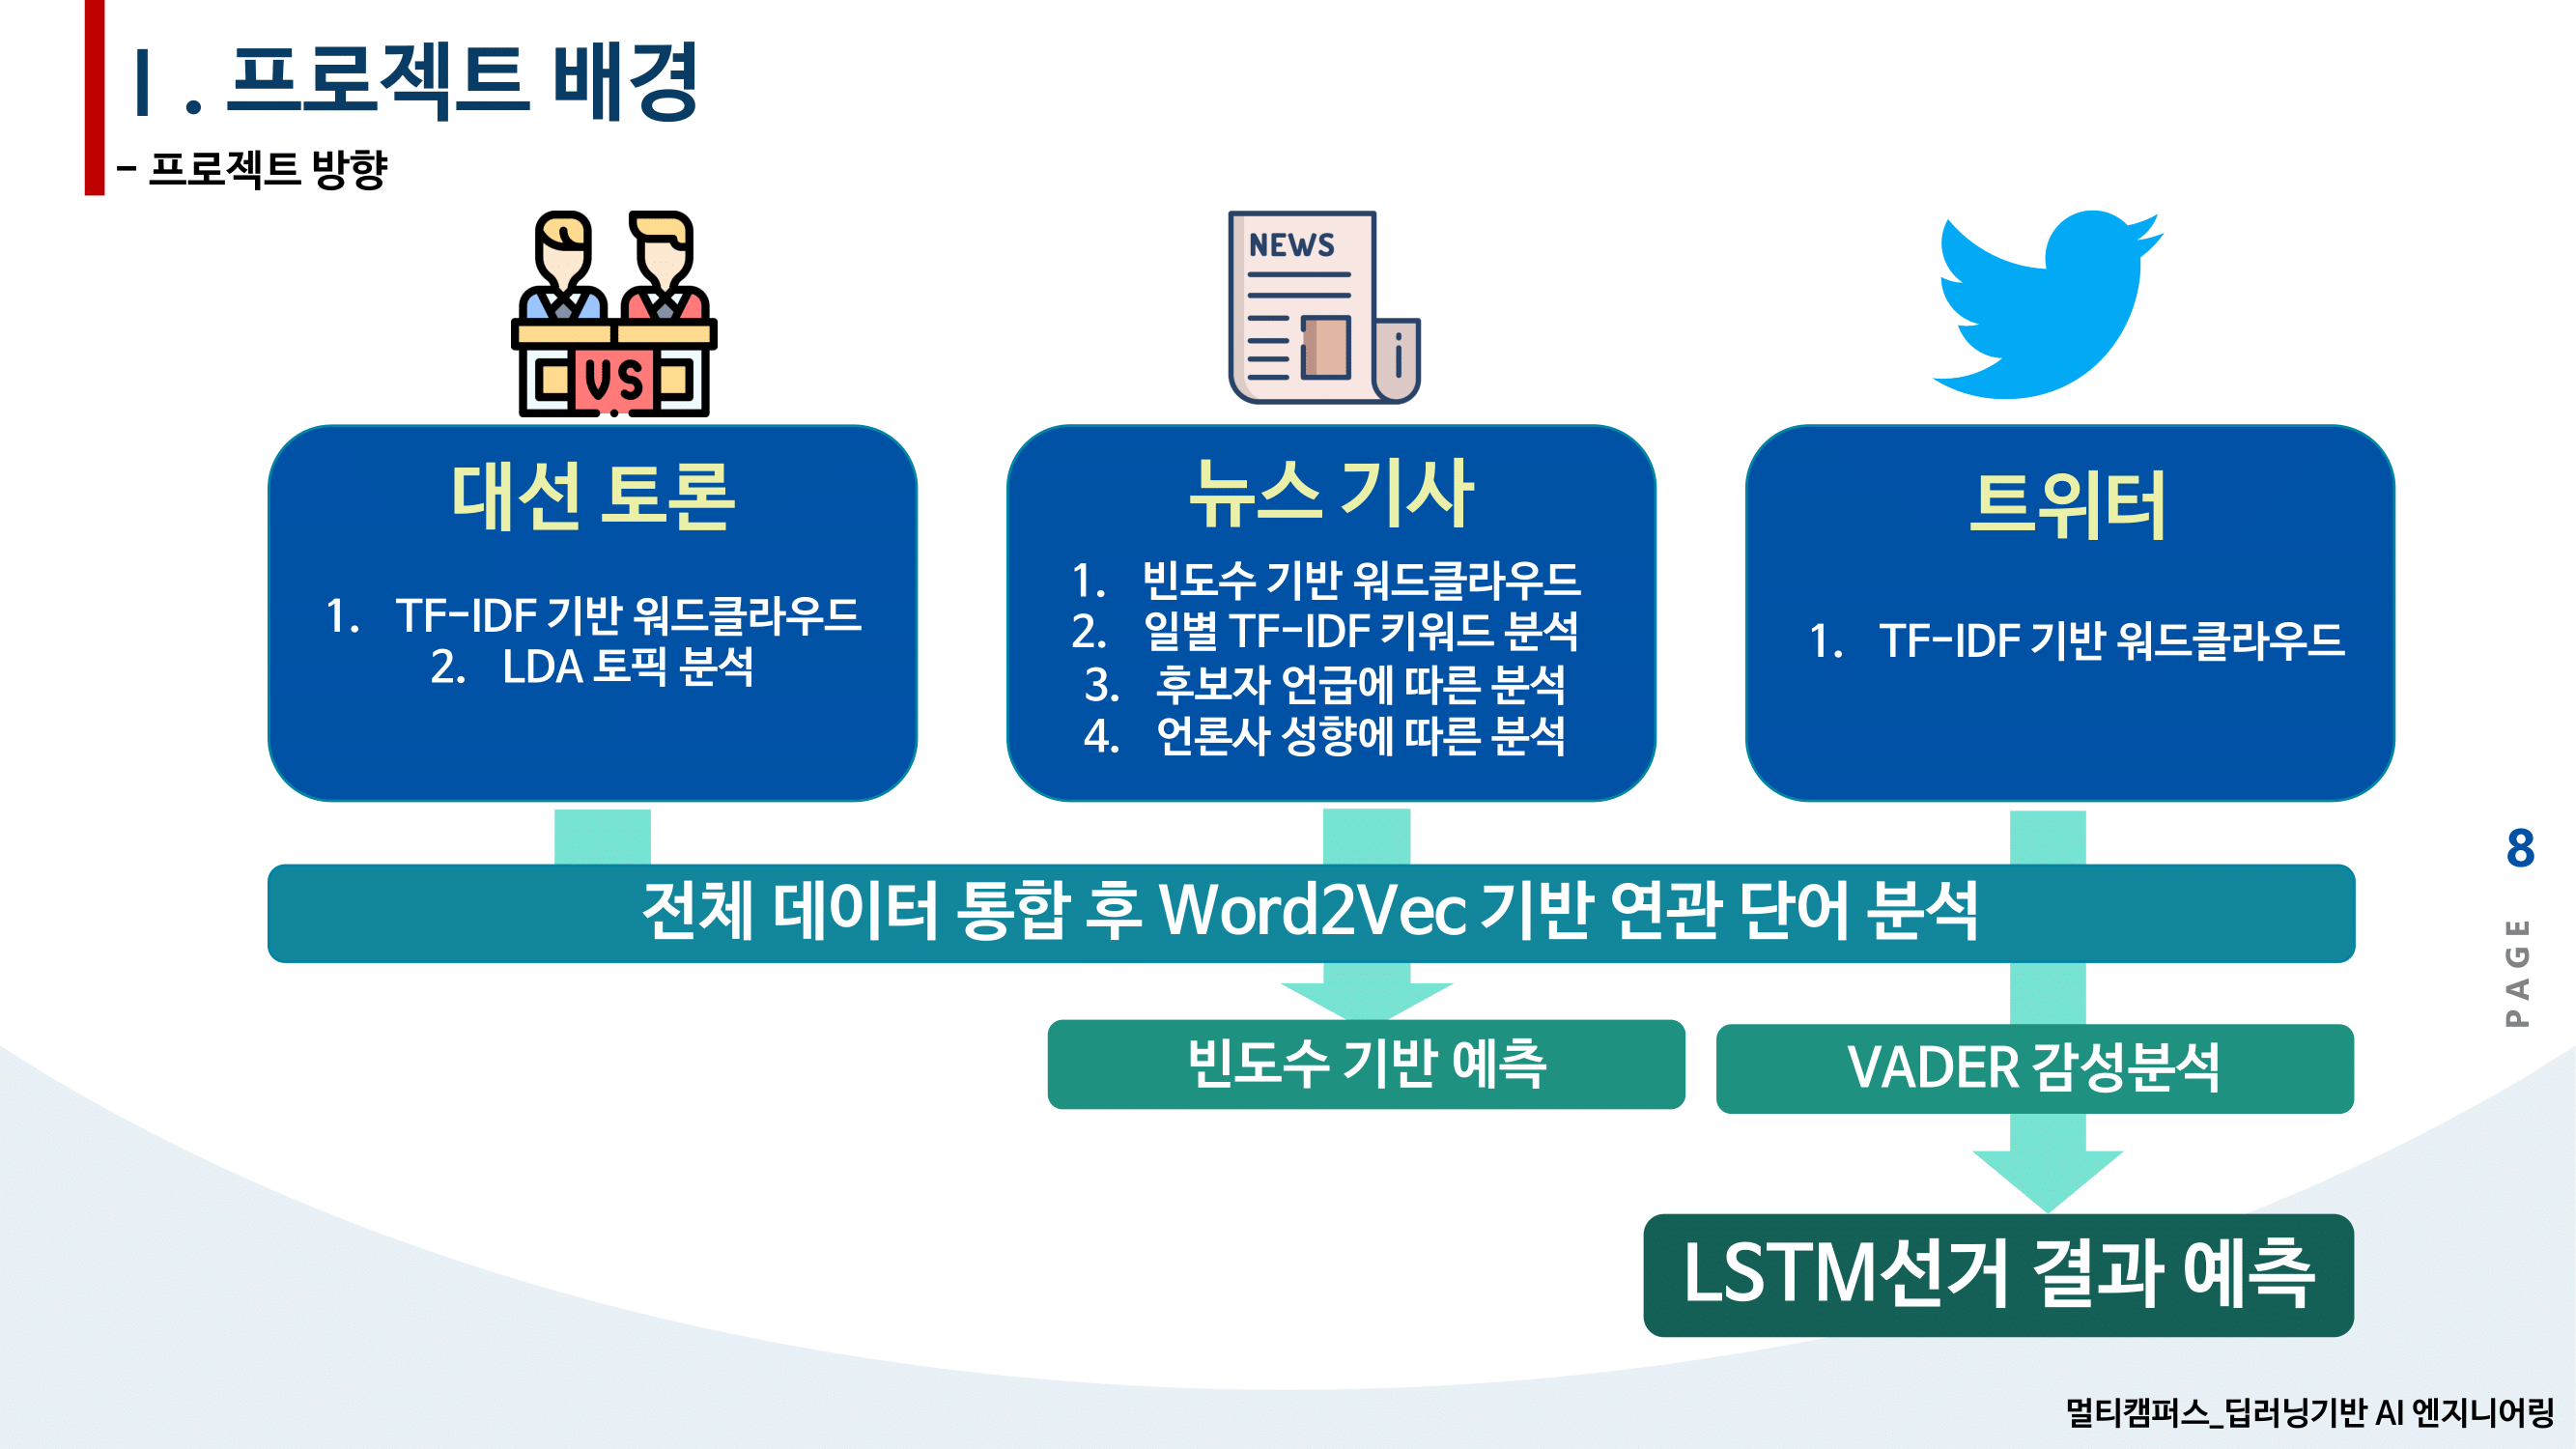 Ⅰ. 프로젝트 배경
- 프로젝트 방향
VS
NEWS
대선 토론
1. TF-IDF 기반 워드클라우드
2. LDA 토픽 분석
뉴스 기사
1. 빈도수 기반 워드클라우드
2. 일별 TF-IDF 키워드 분석
3. 후보자 언급에 따른 분석
4. 언론사 성향에 따른 분석
트위터
1. TF-IDF 기반 워드클라우드
전체 데이터 통합 후 Word2Vec 기반 연관 단어 분석
빈도수 기반 예측
VADER 감성분석
LSTM선거 결과 예측
PAGE 8
멀티캠퍼스_딥러닝기반 AI 엔지니어링